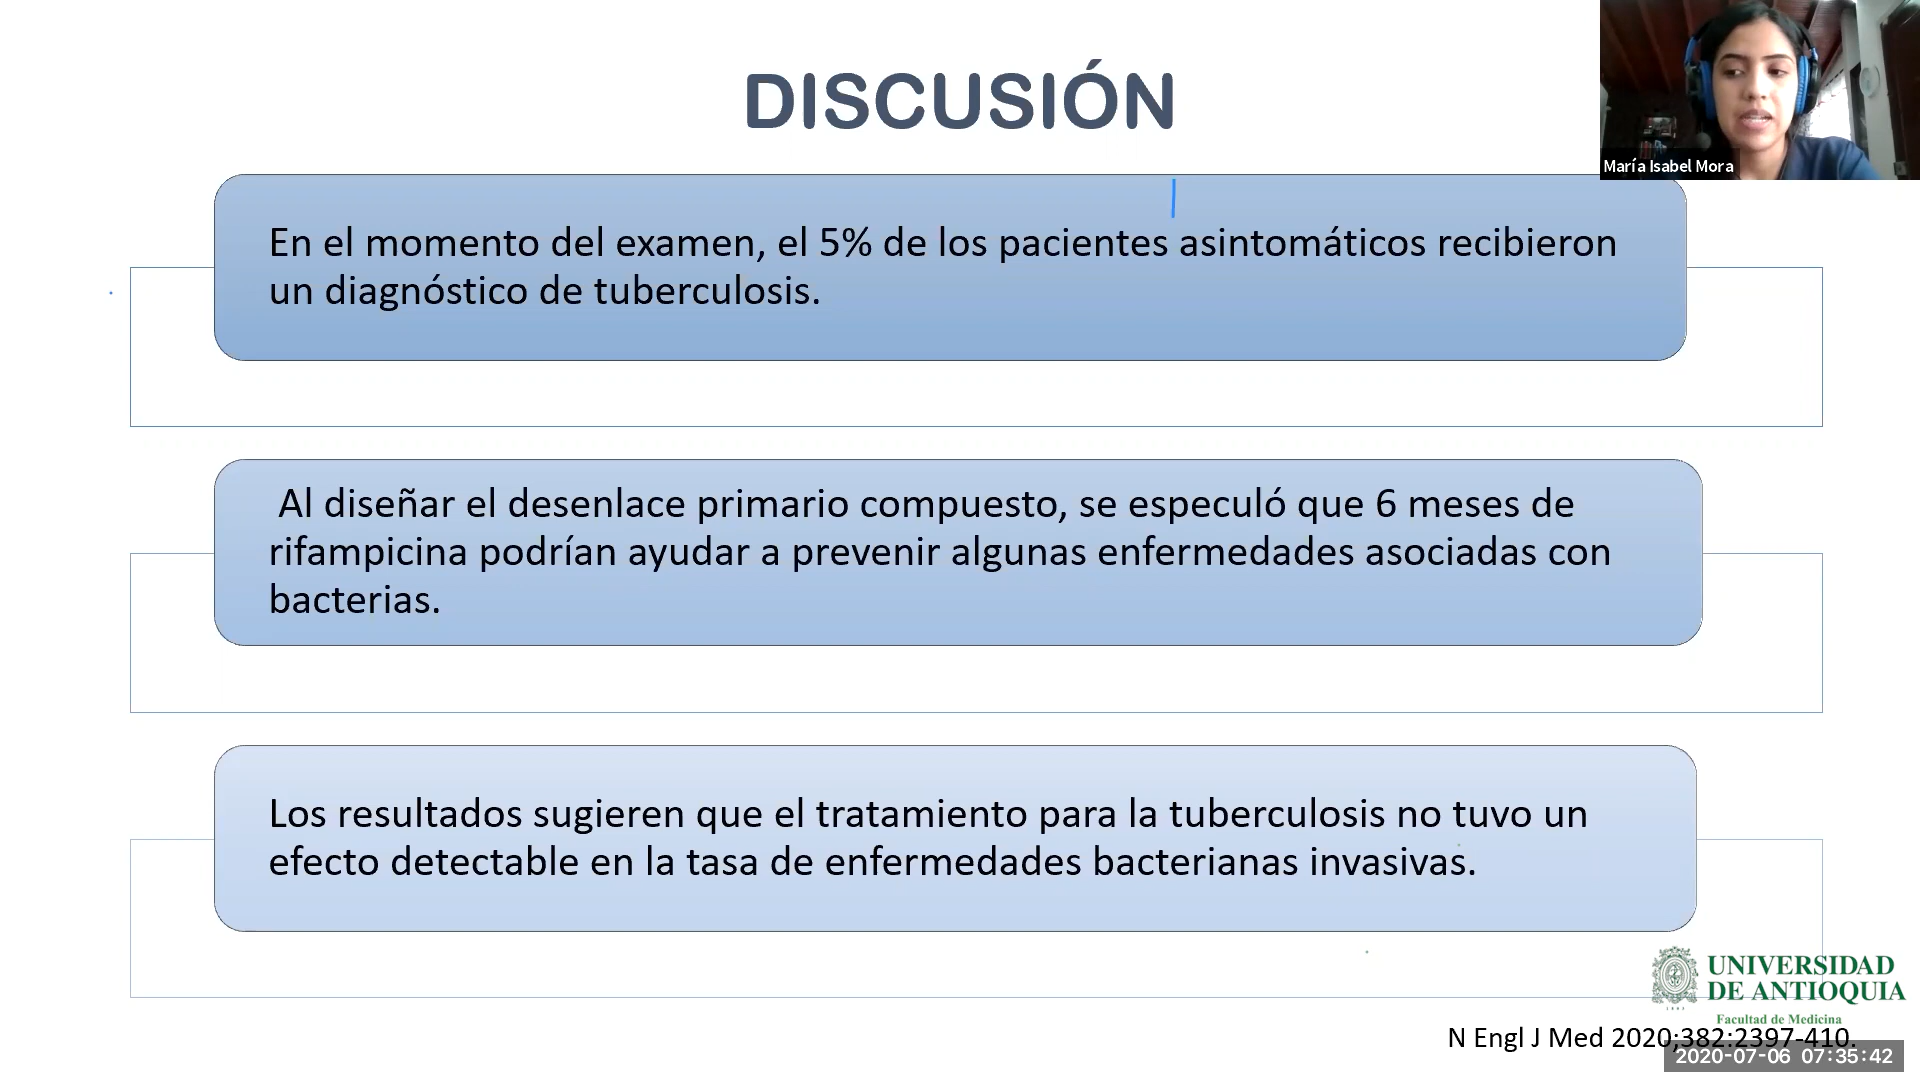 DISCUSIÓN
María Isabel Mora
En el momento del examen, el 5% de los pacientes asintomáticos recibieron
un diagnóstico de tuberculosis.
Al diseñar el desenlace primario compuesto, se especuló que 6 meses de
rifampicina podrían ayudar a prevenir algunas enfermedades asociadas con
bacterias.
Los resultados sugieren que el tratamiento para la tuberculosis no tuvo un
efecto detectable en la tasa de enfermedades bacterianas invasivas.
UNIVERSIDAD
DE ANTIOQUIA
Facultad de Medicina
N Engl J Med 2020;382:2397-410.
2020-07-06 07:35:42